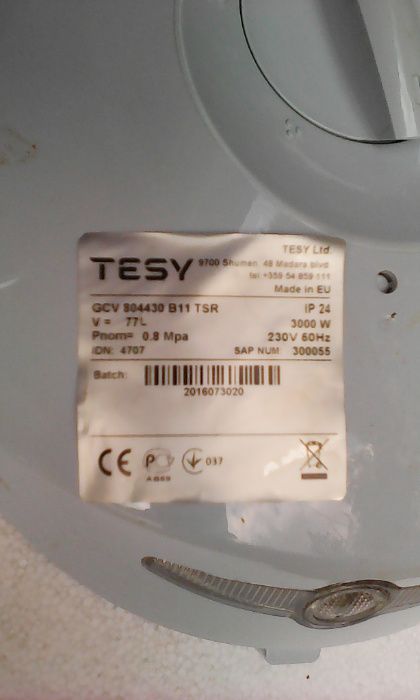 TESY
TESY Ltd.
9700 Shumen, 48 Madara blvd.
tel +359 54 859 111
Made in EU
GCV 804430 B11 TSR IP 24
V = 77L 3000 W
Pnom= 0.8 Mpa 230V 50Hz
IDN: 4707 SAP NUM: 300055
Batch:
2016073020
CE 037